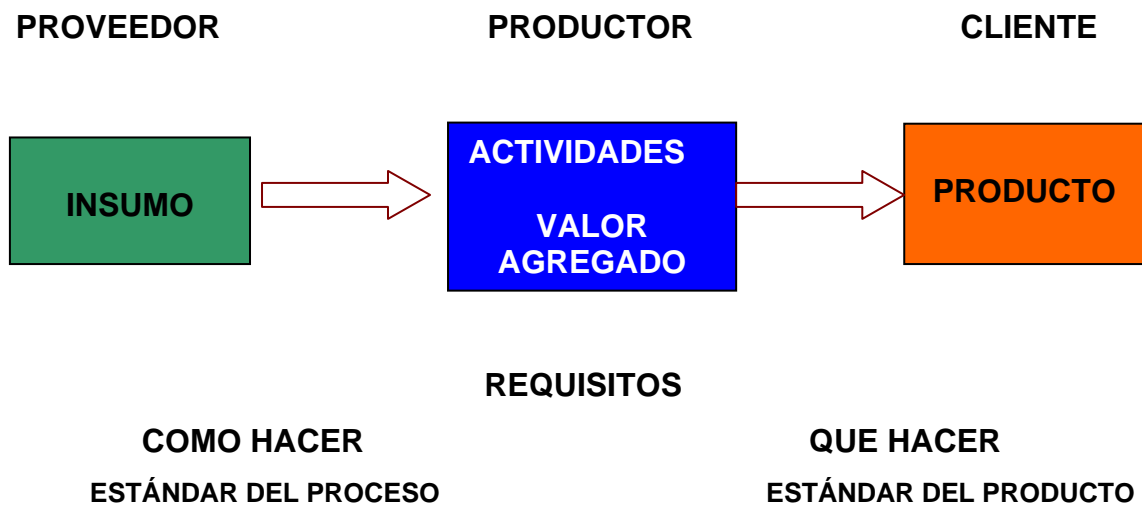 PROVEEDOR
PRODUCTOR
CLIENTE
INSUMO
ACTIVIDADES
VALOR
AGREGADO
PRODUCTO
REQUISITOS
COMO HACER
QUE HACER
ESTÁNDAR DEL PROCESO
ESTÁNDAR DEL PRODUCTO